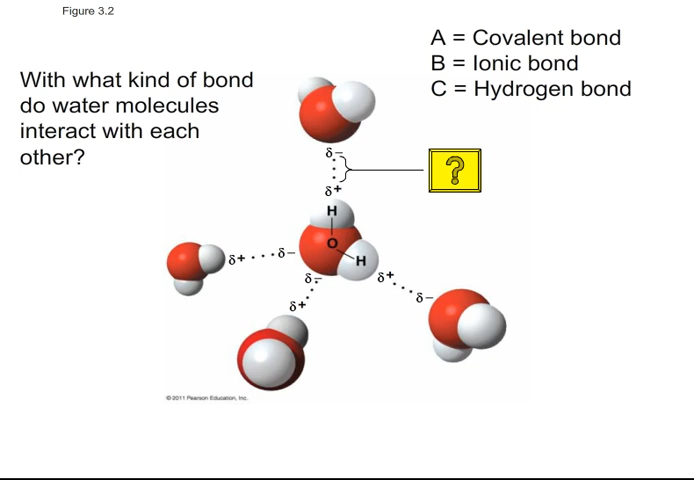 Figure 3.2
A = Covalent bond
B = Ionic bond
C = Hydrogen bond
With what kind of bond
do water molecules
interact with each
other?
δ−
?
δ+
H
O
H
δ+
δ−
δ−
δ+
δ+
δ−
© 2011 Pearson Education, Inc.